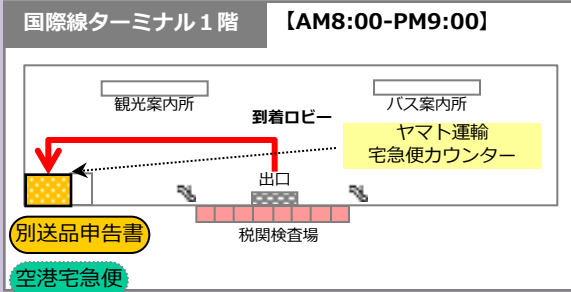 国際線ターミナル1階 【AM8:00-PM9:00】
観光案内所
バス案内所
到着ロビー
ヤマト運輸
宅急便カウンター
出口
別送品申告書
税関検査場
空港宅急便